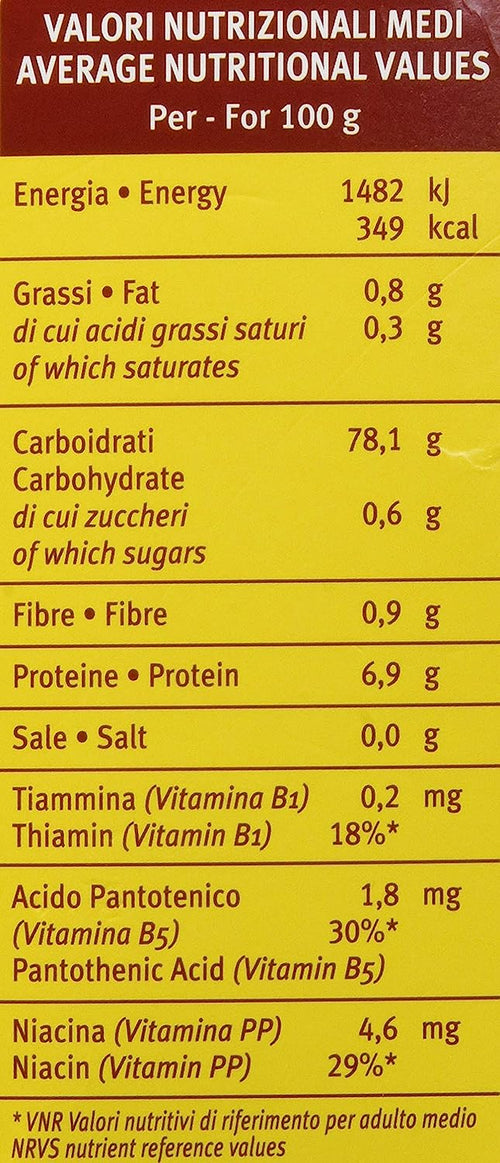 VALORI NUTRIZIONALI MEDI
AVERAGE NUTRITIONAL VALUES
Per - For 100 g
Energia • Energy 1482 kJ
349 kcal
Grassi • Fat 0,8 g
di cui acidi grassi saturi 0,3 g
of which saturates
Carboidrati 78,1 g
Carbohydrate
di cui zuccheri 0,6 g
of which sugars
Fibre • Fibre 0,9 g
Proteine • Protein 6,9 g
Sale • Salt 0,0 g
Tiammina (Vitamina B1) 0,2 mg
Thiamin (Vitamin B1) 18%*
Acido Pantotenico 1,8 mg
(Vitamina B5) 30%*
Pantothenic Acid (Vitamin B5)
Niacina (Vitamina PP) 4,6 mg
Niacin (Vitamin PP) 29%*
* VNR Valori nutritivi di riferimento per adulto medio
NRVS nutrient reference values